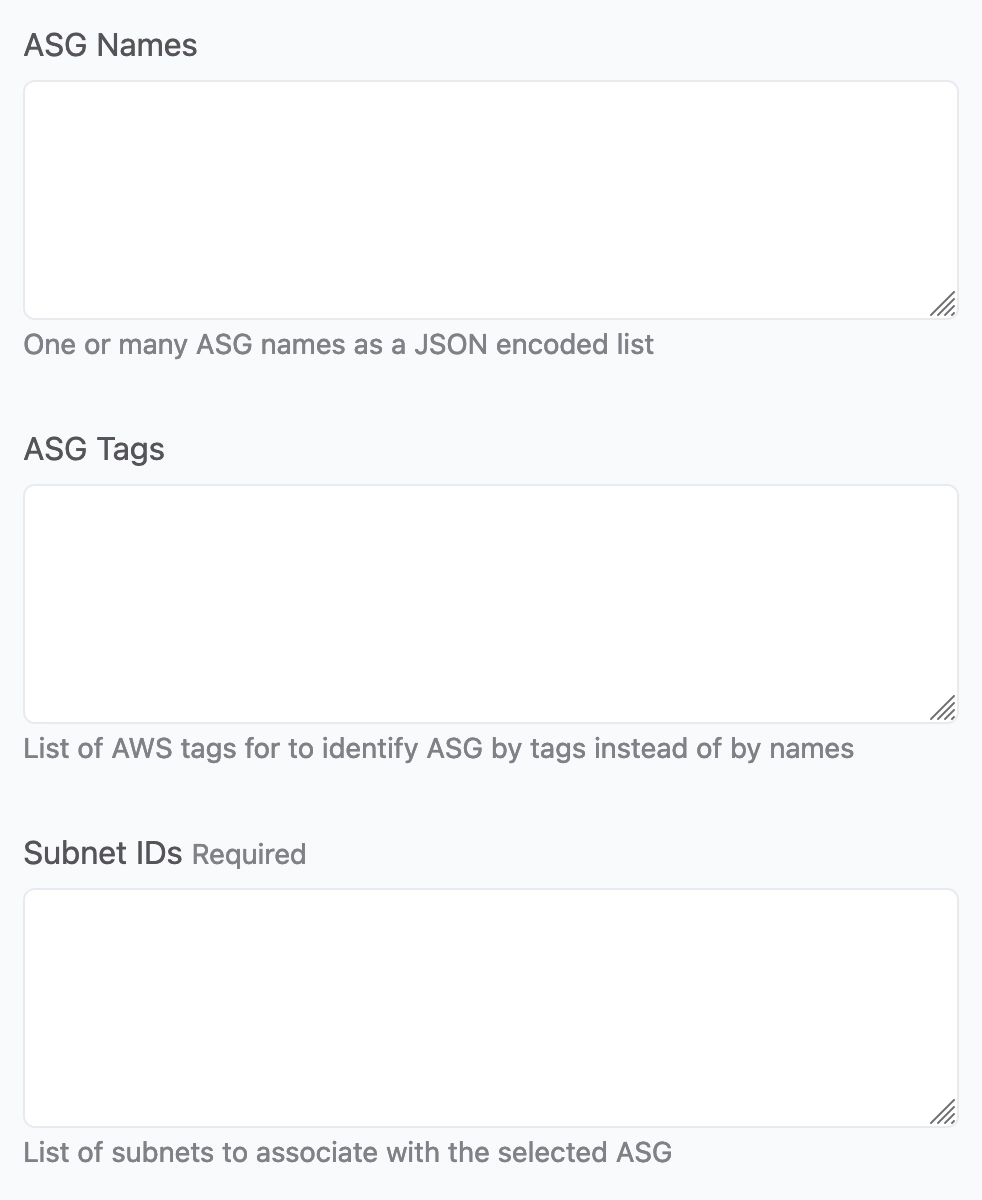 ASG Names
One or many ASG names as a JSON encoded list
ASG Tags
List of AWS tags for to identify ASG by tags instead of by names
Subnet IDs Required
List of subnets to associate with the selected ASG